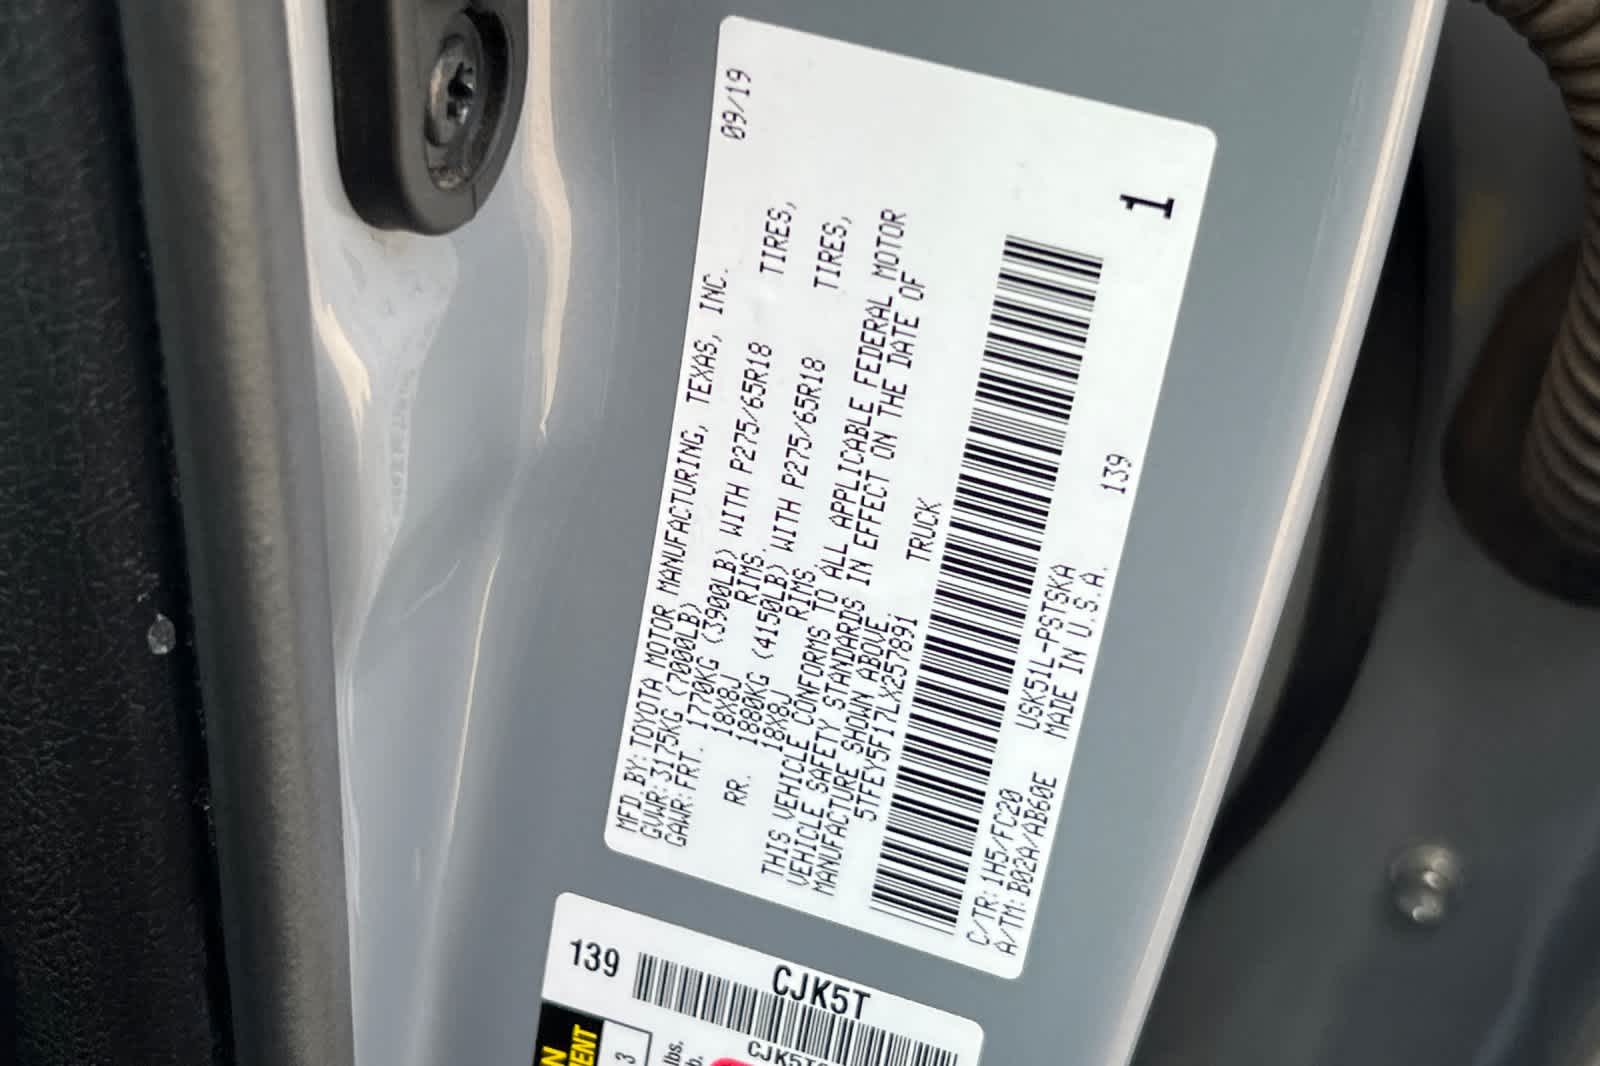 MFD. BY: TOYOTA MOTOR MANUFACTURING, TEXAS, INC. 09/19
GVWR: 3175KG (7000LB)
GAWR: FRT. 1770KG (3900LB) WITH P275/65R18 TIRES,
18X8J RIMS.
RR. 1880KG (4150LB) WITH P275/65R18 TIRES,
18X8J RIMS.
THIS VEHICLE CONFORMS TO ALL APPLICABLE FEDERAL MOTOR
VEHICLE SAFETY STANDARDS IN EFFECT ON THE DATE OF
MANUFACTURE SHOWN ABOVE.
5TFEY5F17LX257891 TRUCK
1
C/TR: 1H5/FC20 USK51L-PSTSKA 139
A/TM: B02A/AB60E MADE IN U.S.A.
139 CJK5T
lbs.
3